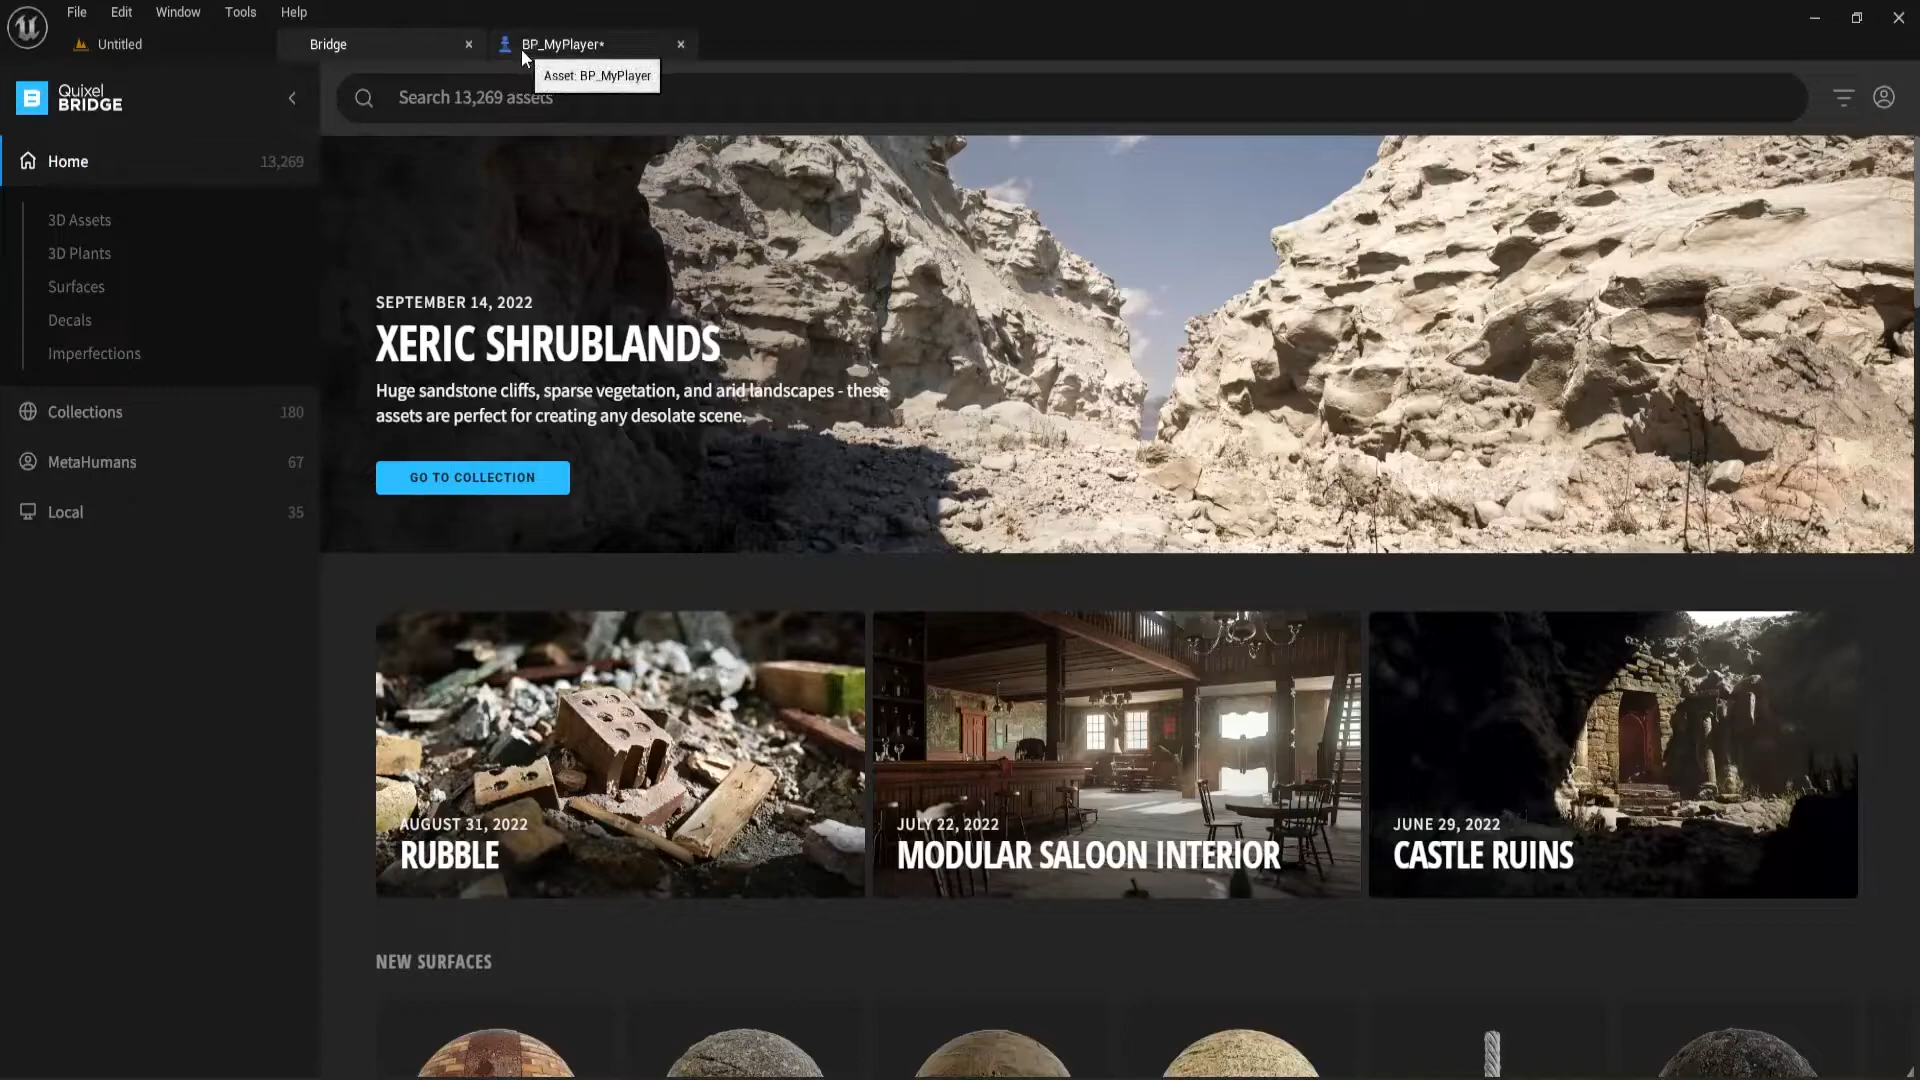 File Edit Window Tools Help
Untitled
Bridge
BP_MyPlayer*
Asset: BP_MyPlayer
Quixel
BRIDGE
Search 13,269 assets
Home 13,269
3D Assets
3D Plants
Surfaces
Decals
Imperfections
Collections 180
MetaHumans 67
Local 35
SEPTEMBER 14, 2022
XERIC SHRUBLANDS
Huge sandstone cliffs, sparse vegetation, and arid landscapes - these
assets are perfect for creating any desolate scene.
GO TO COLLECTION
AUGUST 31, 2022
RUBBLE
JULY 22, 2022
MODULAR SALOON INTERIOR
JUNE 29, 2022
CASTLE RUINS
NEW SURFACES